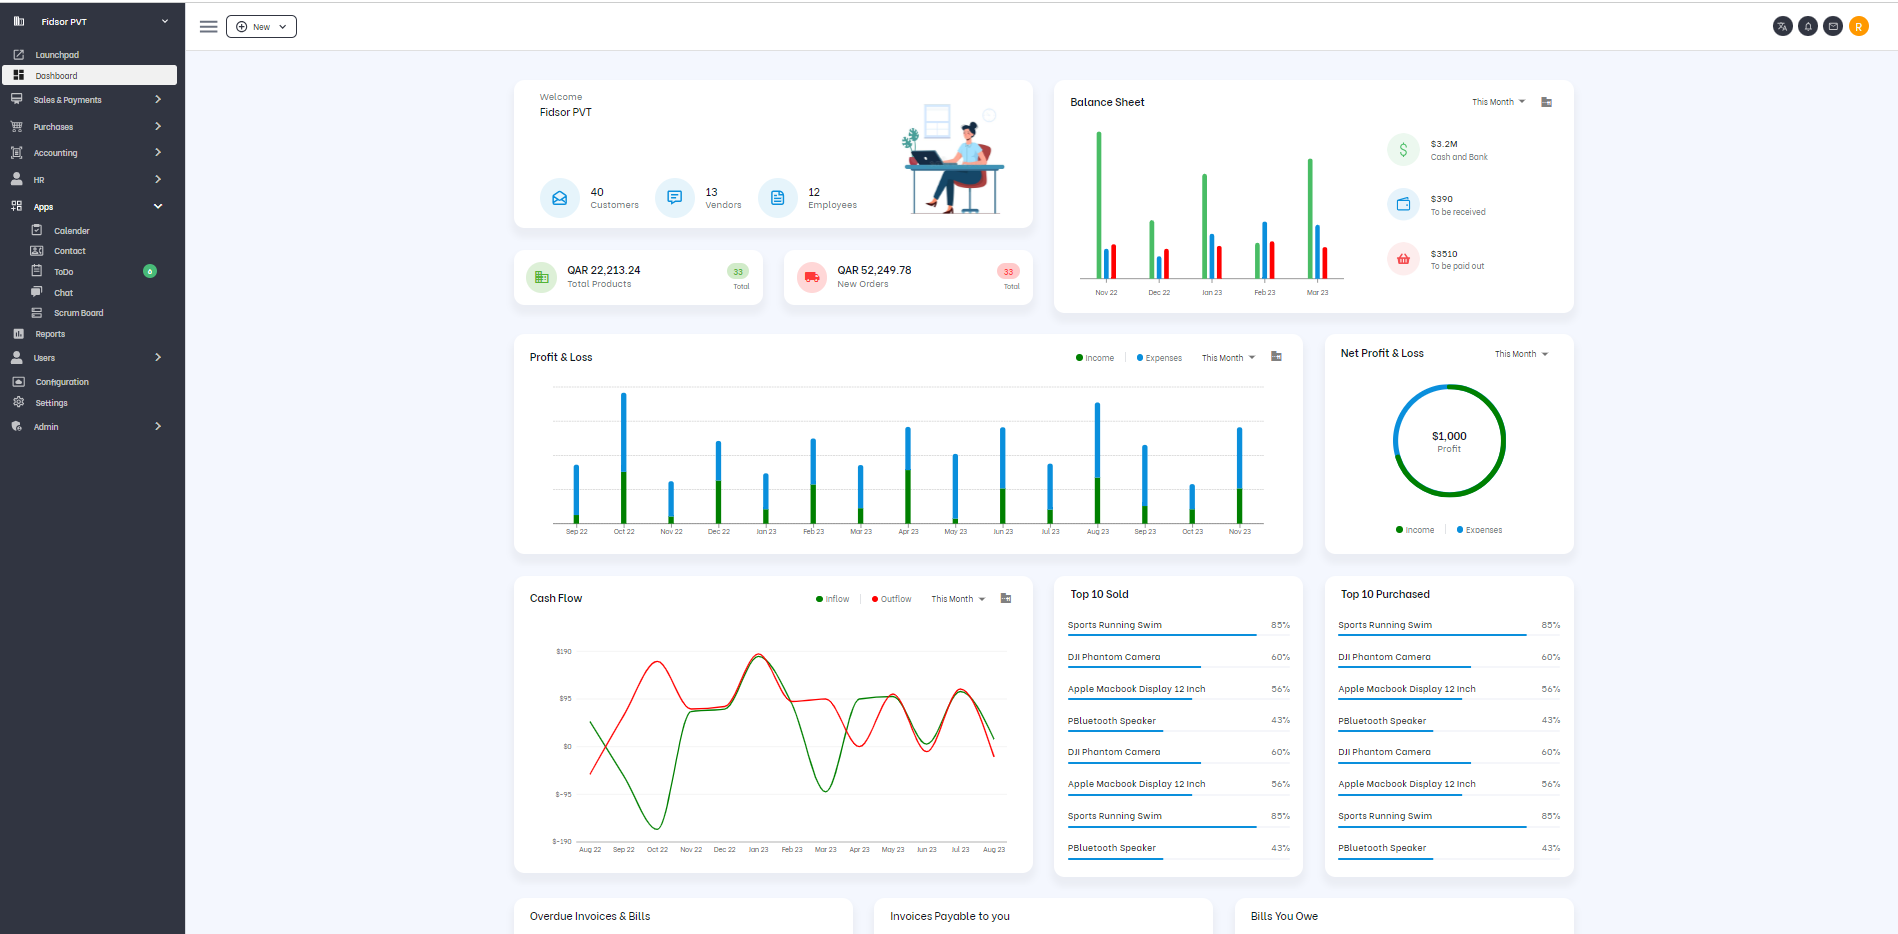 Fidsor PVT
Launchpad
Dashboard
Sales & Payments
Purchases
Accounting
HR
Apps
Calender
Contact
ToDo
6
Chat
Scrum Board
Reports
Users
Configuration
Settings
Admin
New
R
Welcome
Fidsor PVT
40
Customers
13
Vendors
12
Employees
QAR 22,213.24
Total Products
33
Total
QAR 52,249.78
New Orders
33
Total
Balance Sheet
This Month
Nov 22 Dec 22 Jan 23 Feb 23 Mar 23
$3.2M
Cash and Bank
$390
To be received
$3510
To be paid out
Profit & Loss
Income Expenses This Month
Sep 22 Oct 22 Nov 22 Dec 22 Jan 23 Feb 23 Mar 23 Apr 23 May 23 Jun 23 Jul 23 Aug 23 Sep 23 Oct 23 Nov 23
Net Profit & Loss
This Month
$1,000
Profit
Income Expenses
Cash Flow
Inflow Outflow This Month
$190
$95
$0
$-95
$-190
Aug 22 Sep 22 Oct 22 Nov 22 Dec 22 Jan 23 Feb 23 Mar 23 Apr 23 May 23 Jun 23 Jul 23 Aug 23
Top 10 Sold
Sports Running Swim 85%
DJI Phantom Camera 60%
Apple Macbook Display 12 Inch 56%
PBluetooth Speaker 43%
DJI Phantom Camera 60%
Apple Macbook Display 12 Inch 56%
Sports Running Swim 85%
PBluetooth Speaker 43%
Top 10 Purchased
Sports Running Swim 85%
DJI Phantom Camera 60%
Apple Macbook Display 12 Inch 56%
PBluetooth Speaker 43%
DJI Phantom Camera 60%
Apple Macbook Display 12 Inch 56%
Sports Running Swim 85%
PBluetooth Speaker 43%
Overdue Invoices & Bills
Invoices Payable to you
Bills You Owe